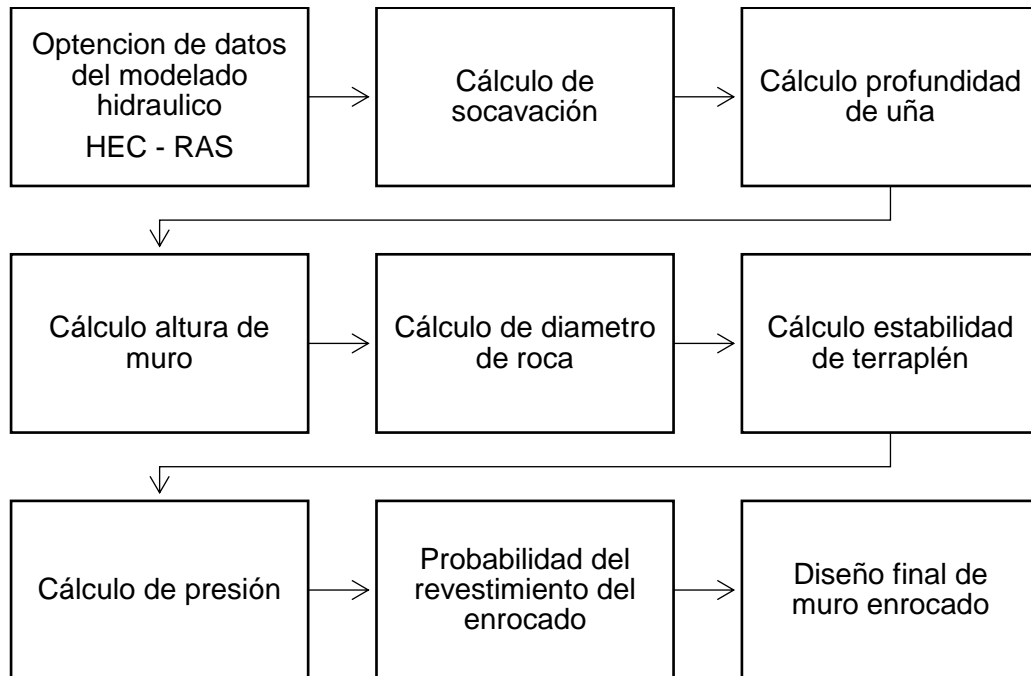 Optencion de datos
del modelado
hidraulico
HEC - RAS
Cálculo de
socavación
Cálculo profundidad
de uña
Cálculo altura de
muro
Cálculo de diametro
de roca
Cálculo estabilidad
de terraplén
Cálculo de presión
Probabilidad del
revestimiento del
enrocado
Diseño final de
muro enrocado